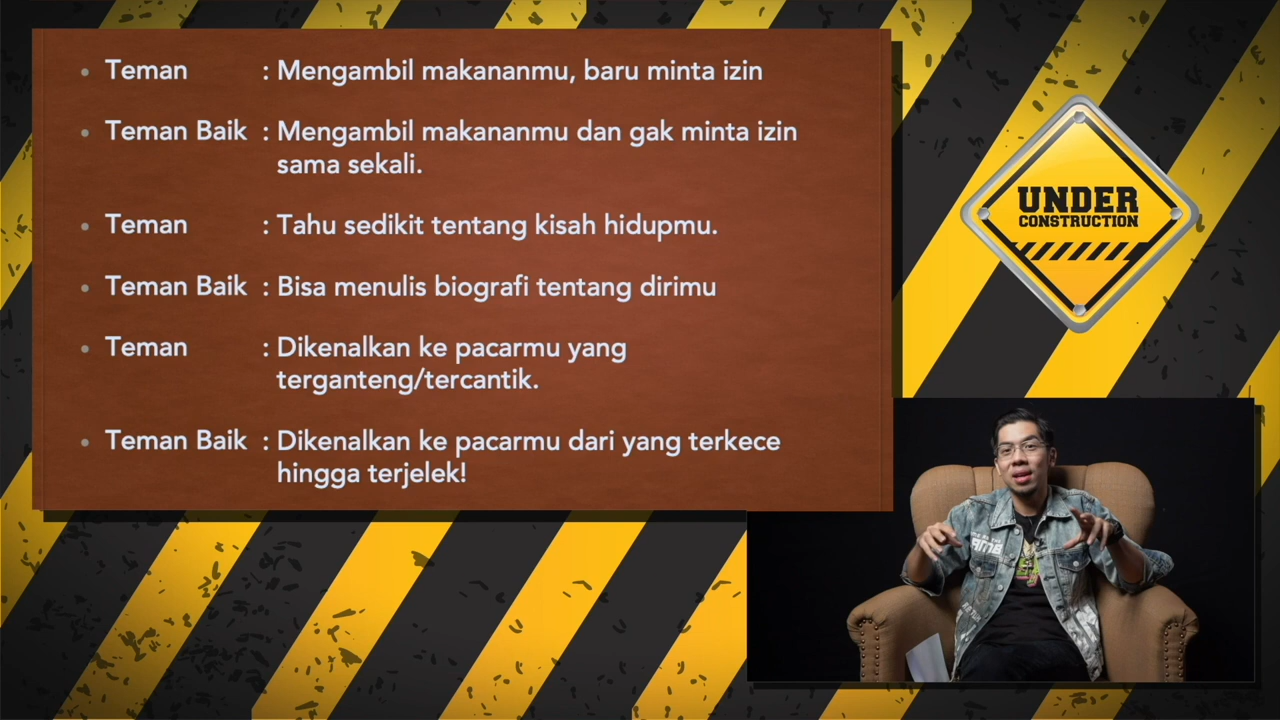 • Teman : Mengambil makananmu, baru minta izin
• Teman Baik : Mengambil makananmu dan gak minta izin
sama sekali.
• Teman : Tahu sedikit tentang kisah hidupmu.
• Teman Baik : Bisa menulis biografi tentang dirimu
• Teman : Dikenalkan ke pacarmu yang
terganteng/tercantik.
• Teman Baik : Dikenalkan ke pacarmu dari yang terkece
hingga terjelek!
UNDER
CONSTRUCTION